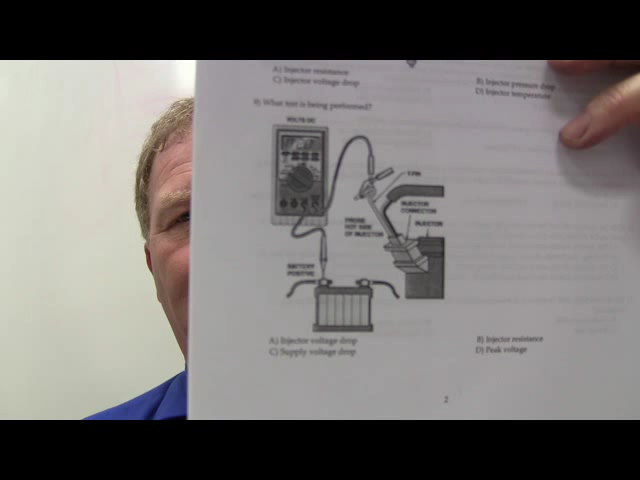 A) Injector resistance
B) Injector pressure drop
C) Injector voltage drop
D) Injector temperature
9) What test is being performed?
VOLTS DC
PIN
INJECTOR
CONNECTOR
INJECTOR
PROBE
HOT SIDE
OF INJECTOR
BATTERY
POSITIVE
A) Injector voltage drop
B) Injector resistance
C) Supply voltage drop
D) Peak voltage
2